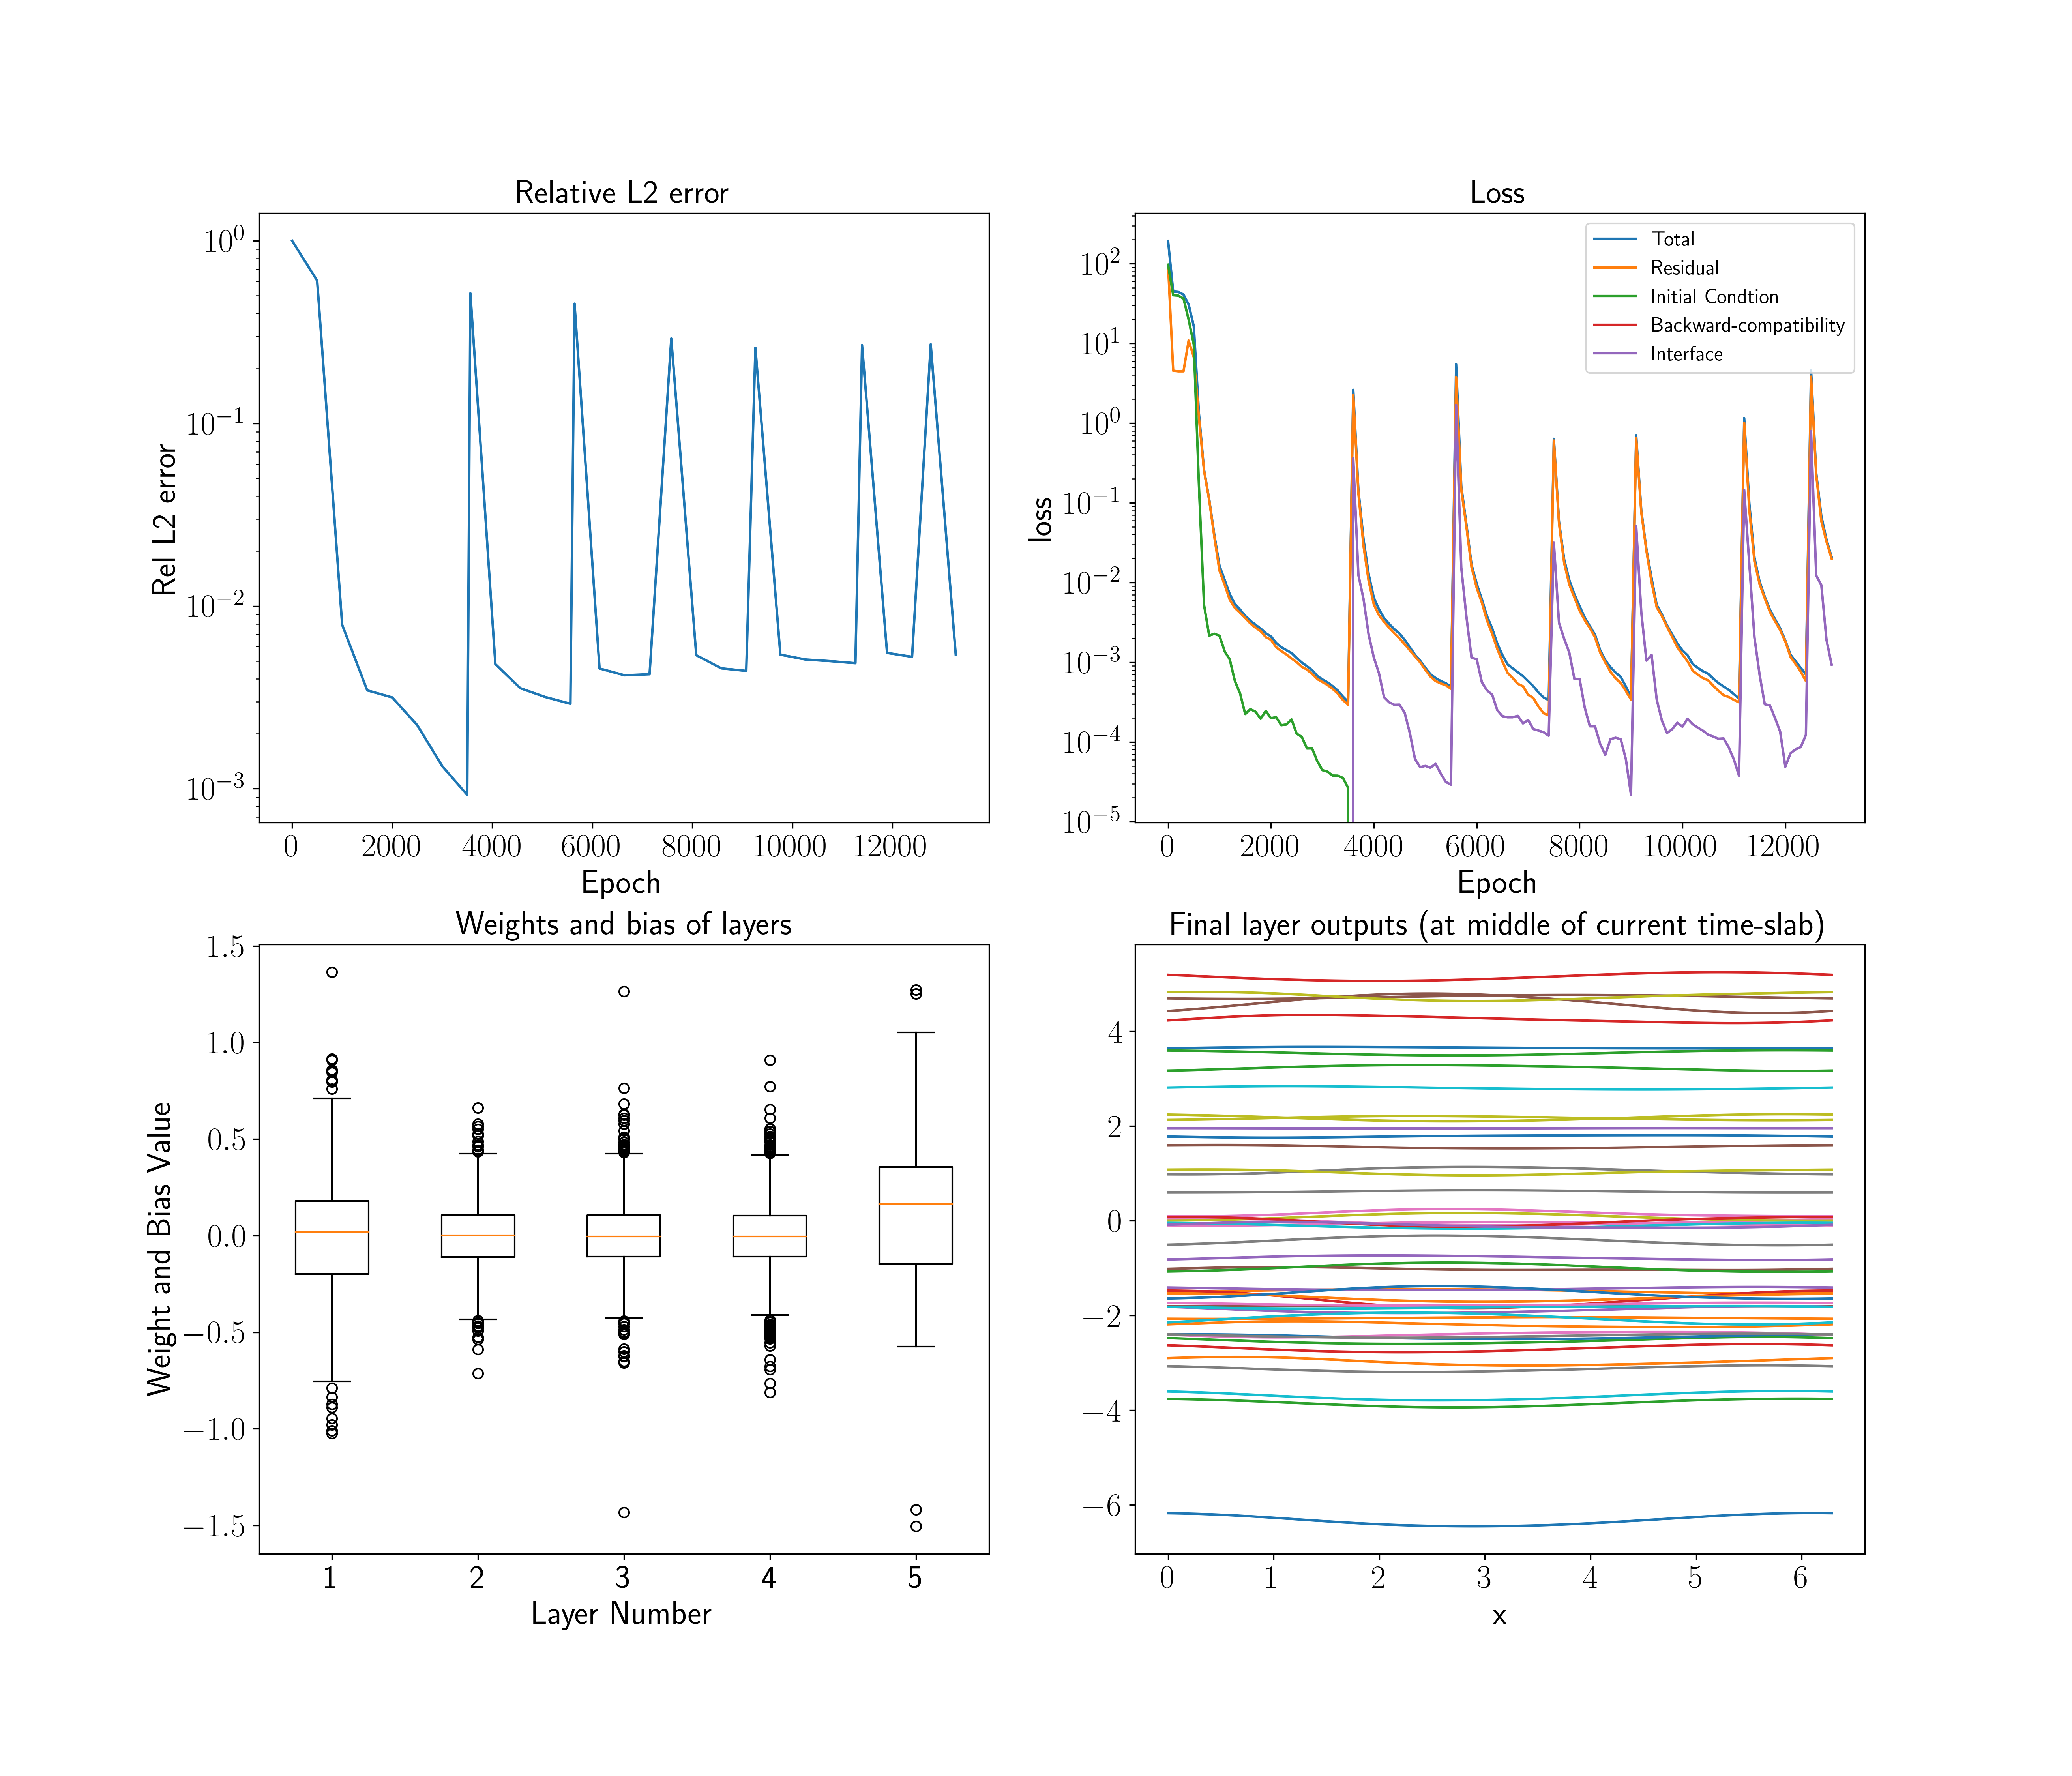 Relative L2 error
Rel L2 error
10^0
10^−1
10^−2
10^−3
0 2000 4000 6000 8000 10000 12000
Epoch
Loss
loss
10^2
10^1
10^0
10^−1
10^−2
10^−3
10^−4
10^−5
Total
Residual
Initial Condtion
Backward-compatibility
Interface
0 2000 4000 6000 8000 10000 12000
Epoch
Weights and bias of layers
Weight and Bias Value
1.5
1.0
0.5
0.0
−0.5
−1.0
−1.5
1 2 3 4 5
Layer Number
Final layer outputs (at middle of current time-slab)
4
2
0
−2
−4
−6
0 1 2 3 4 5 6
x